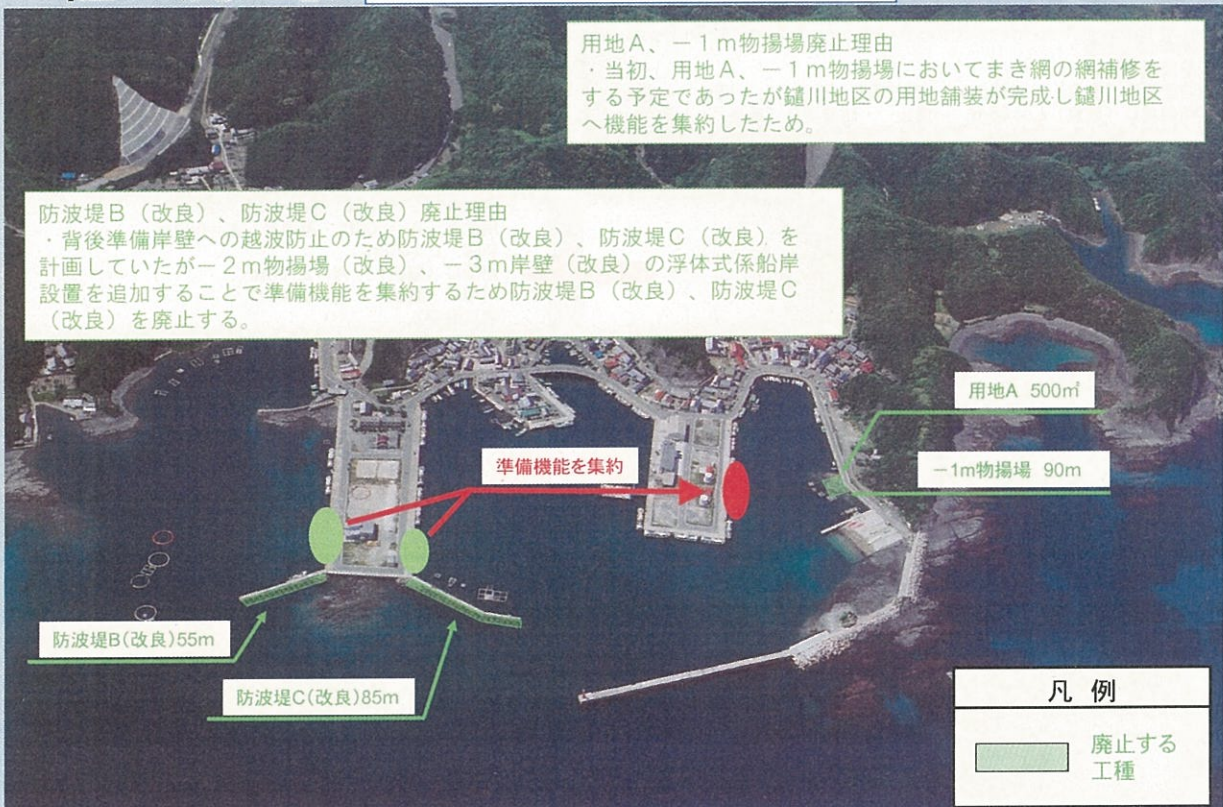 用地A、－1m物揚場廃止理由
・当初、用地A、－1m物揚場においてまき網の網補修を
する予定であったが鑓川地区の用地舗装が完成し鑓川地区
へ機能を集約したため。
防波堤B（改良）、防波堤C（改良）廃止理由
・背後準備岸壁への越波防止のため防波堤B（改良）、防波堤C（改良）を
計画していたが－2m物揚場（改良）、－3m岸壁（改良）の浮体式係船岸
設置を追加することで準備機能を集約するため防波堤B（改良）、防波堤C
（改良）を廃止する。
用地A 500㎡
－1m物揚場 90m
準備機能を集約
防波堤B(改良)55m
防波堤C(改良)85m
凡 例
廃止する
工種